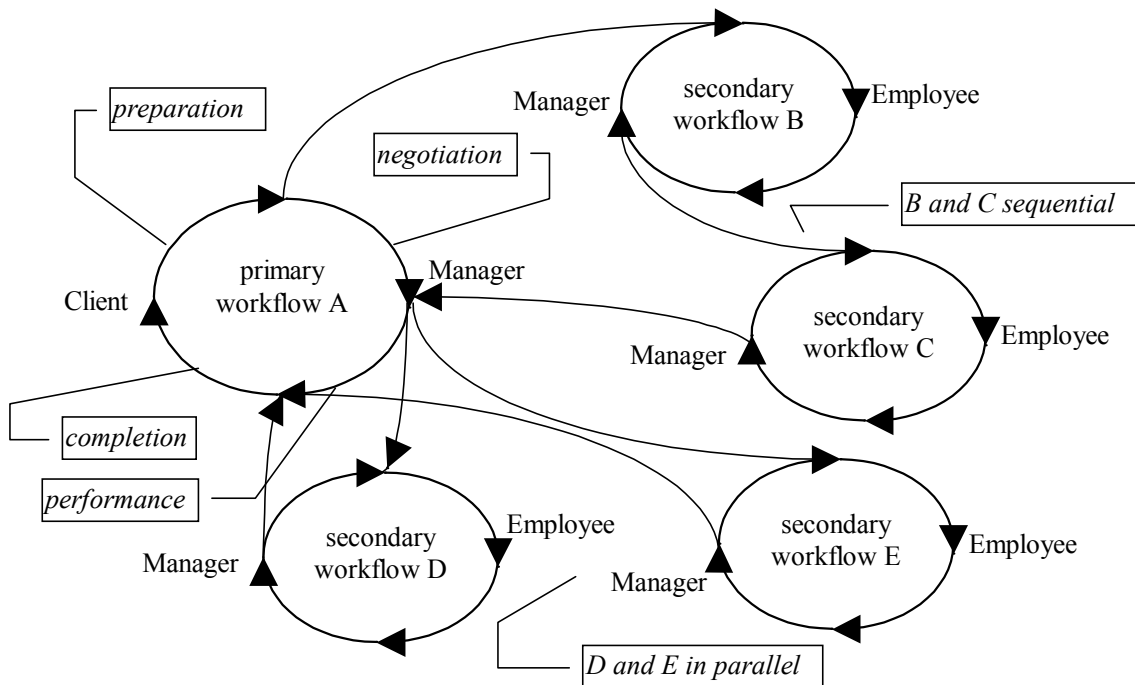 secondary
workflow B
Manager
Employee
preparation
negotiation
B and C sequential
primary
workflow A
Client
Manager
secondary
workflow C
Manager
Employee
completion
performance
secondary
workflow D
Manager
Employee
secondary
workflow E
Manager
Employee
D and E in parallel